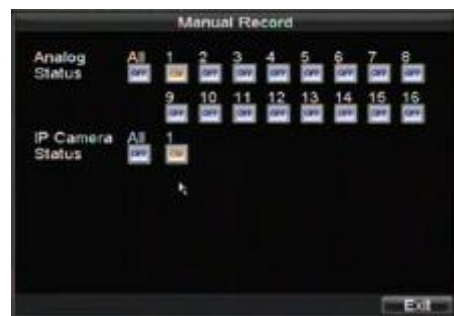 Manual Record
Analog All 1 2 3 4 5 6 7 8
Status OFF ON OFF OFF OFF OFF OFF OFF OFF
9 10 11 12 13 14 15 16
OFF OFF OFF OFF OFF OFF OFF OFF
IP Camera All 1
Status OFF ON
Exit